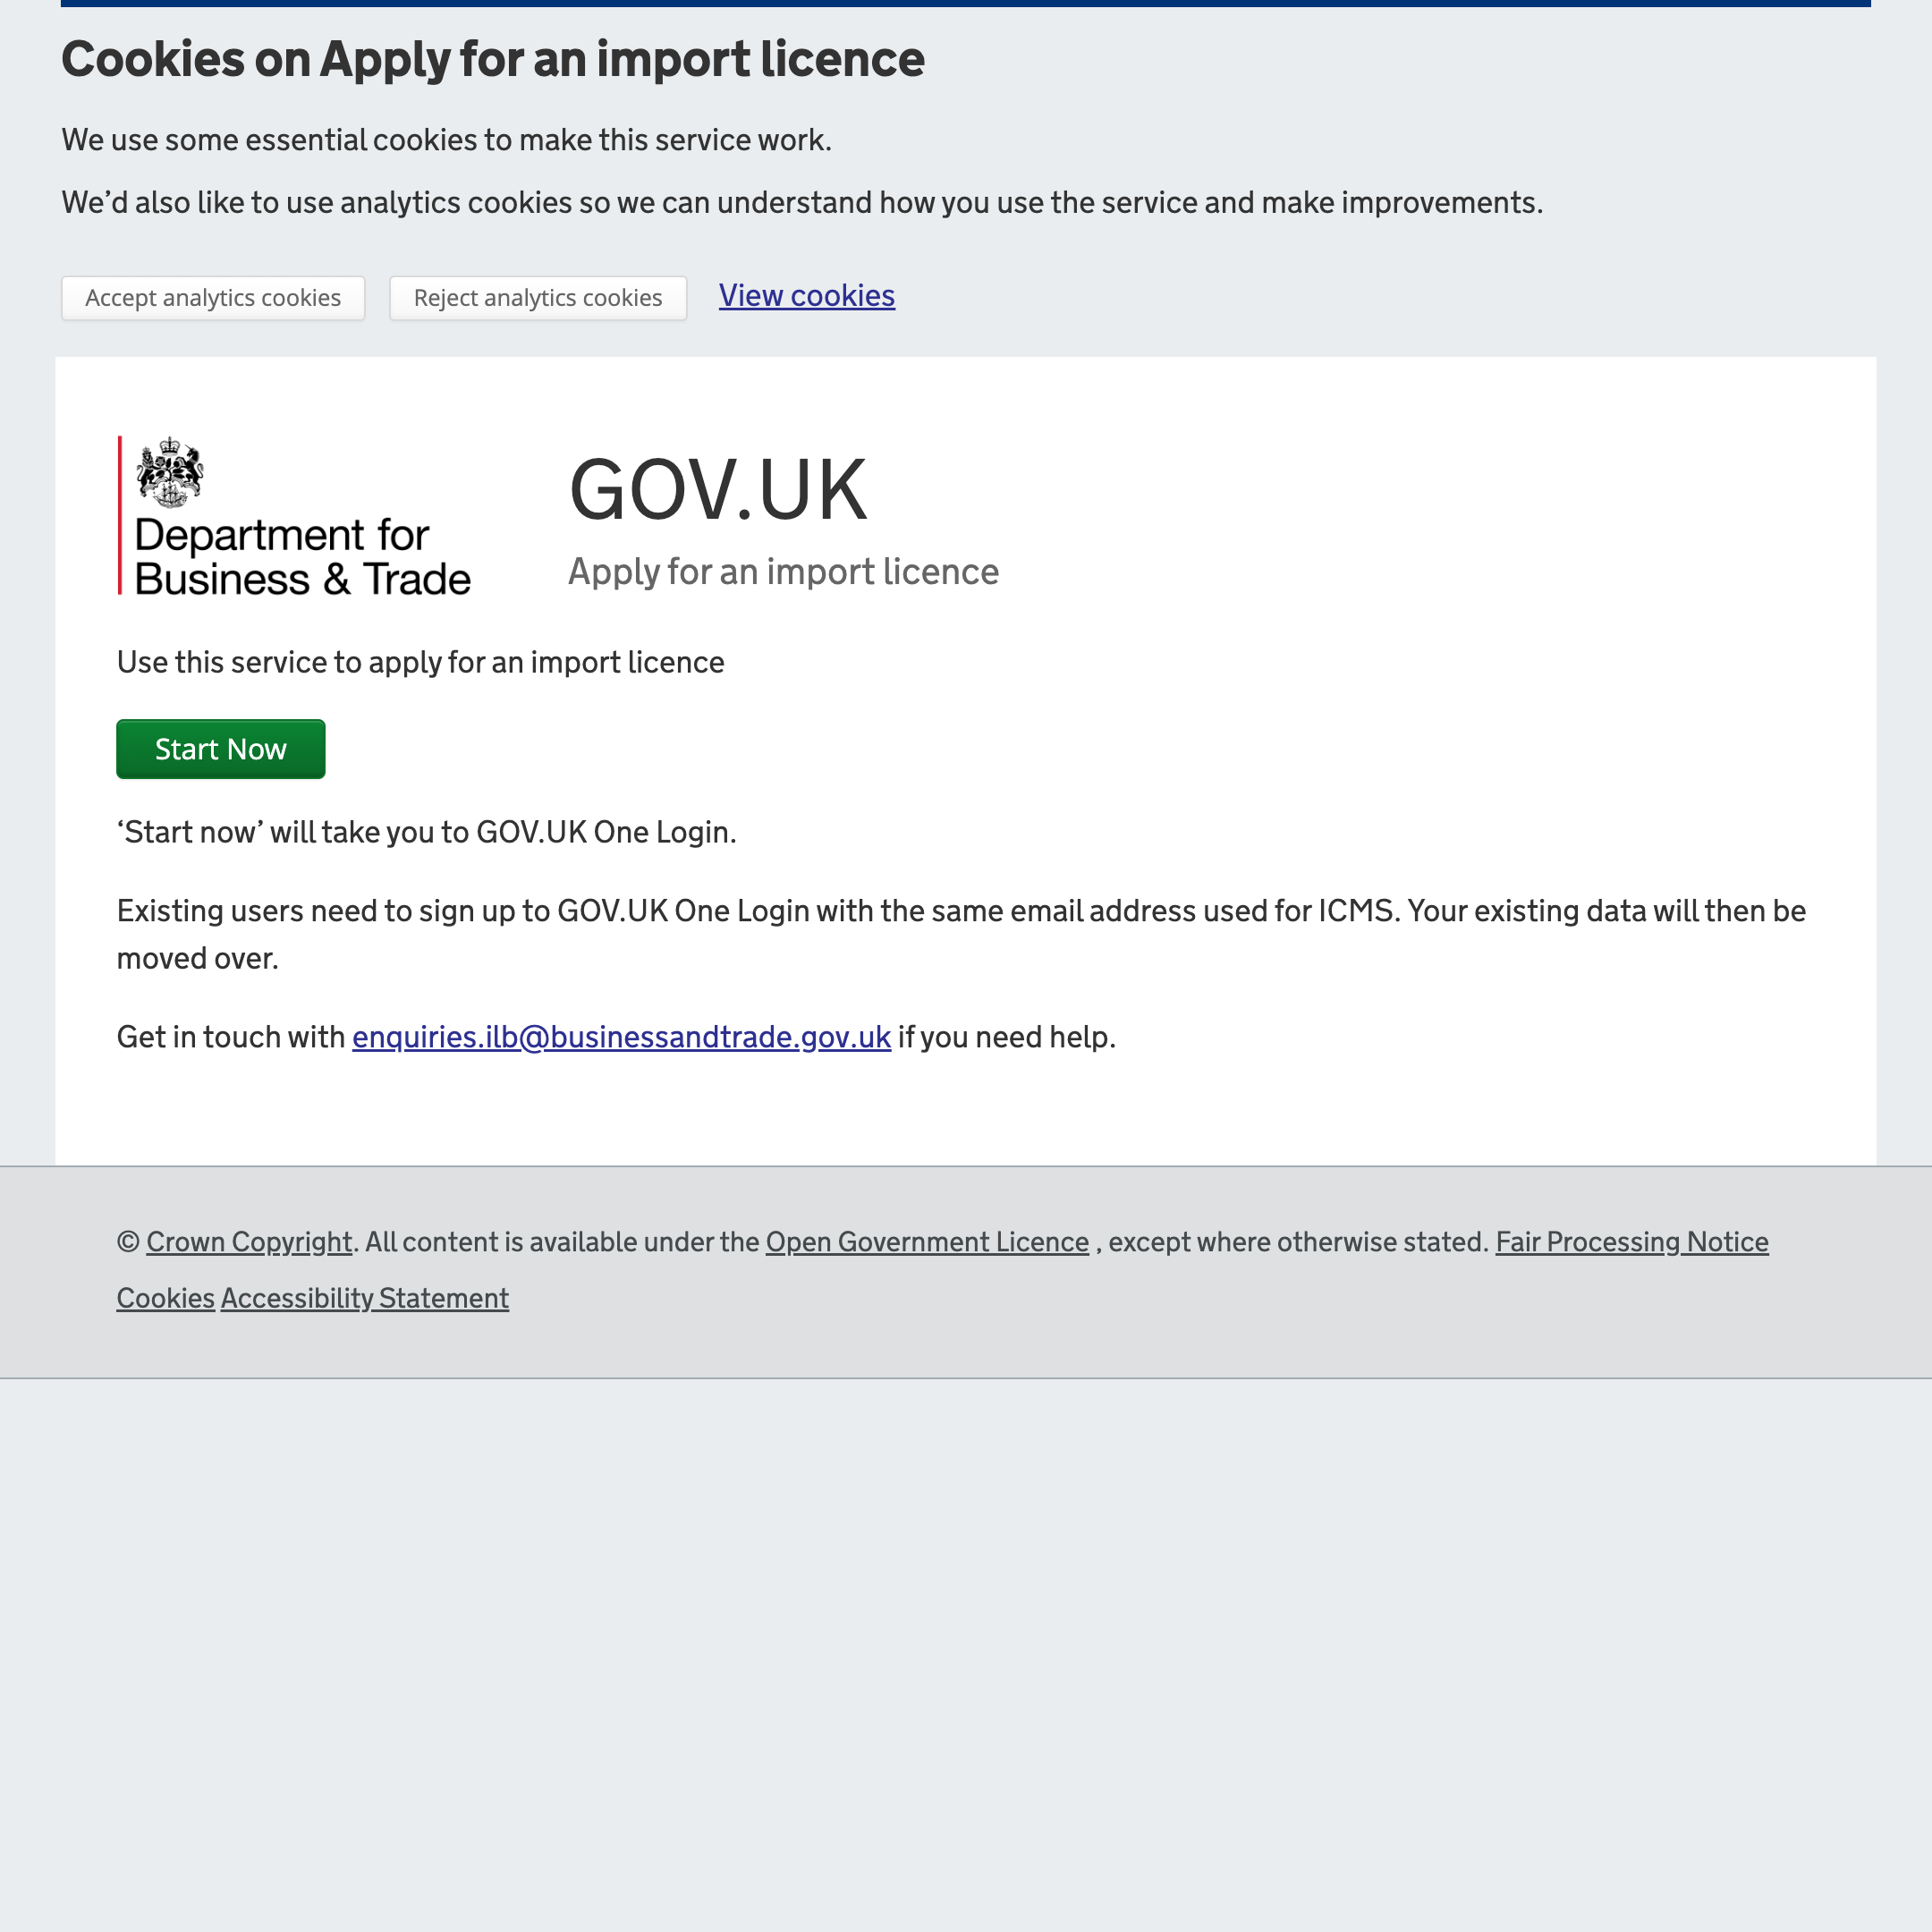 Cookies on Apply for an import licence
We use some essential cookies to make this service work.
We’d also like to use analytics cookies so we can understand how you use the service and make improvements.
Accept analytics cookies Reject analytics cookies View cookies
Department for
Business & Trade
GOV.UK
Apply for an import licence
Use this service to apply for an import licence
Start Now
‘Start now’ will take you to GOV.UK One Login.
Existing users need to sign up to GOV.UK One Login with the same email address used for ICMS. Your existing data will then be
moved over.
Get in touch with enquiries.ilb@businessandtrade.gov.uk if you need help.
© Crown Copyright. All content is available under the Open Government Licence , except where otherwise stated. Fair Processing Notice
Cookies Accessibility Statement